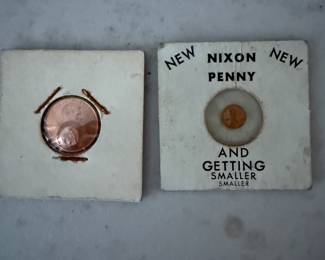 NEW NIXON NEW
PENNY
AND
GETTING
SMALLER
SMALLER